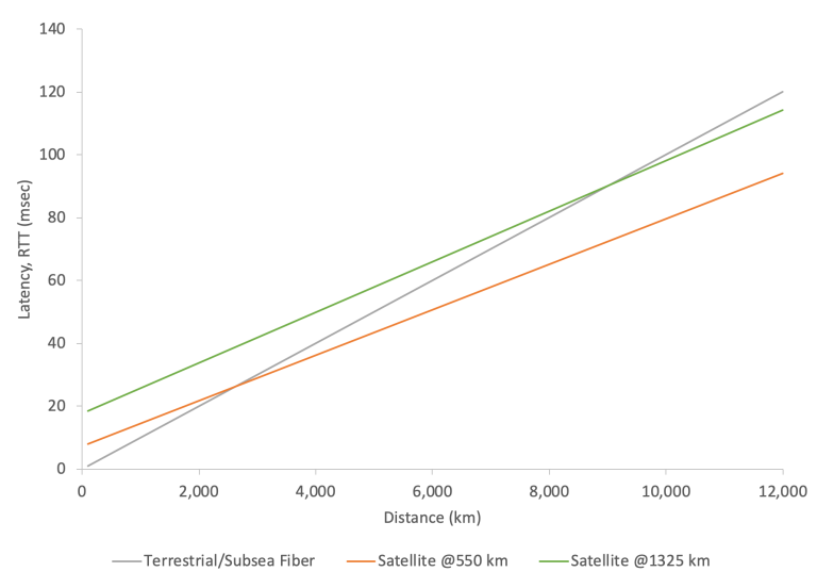 140
120
100
80
60
40
20
0
Latency, RTT (msec)
0 2,000 4,000 6,000 8,000 10,000 12,000
Distance (km)
Terrestrial/Subsea Fiber Satellite @550 km Satellite @1325 km